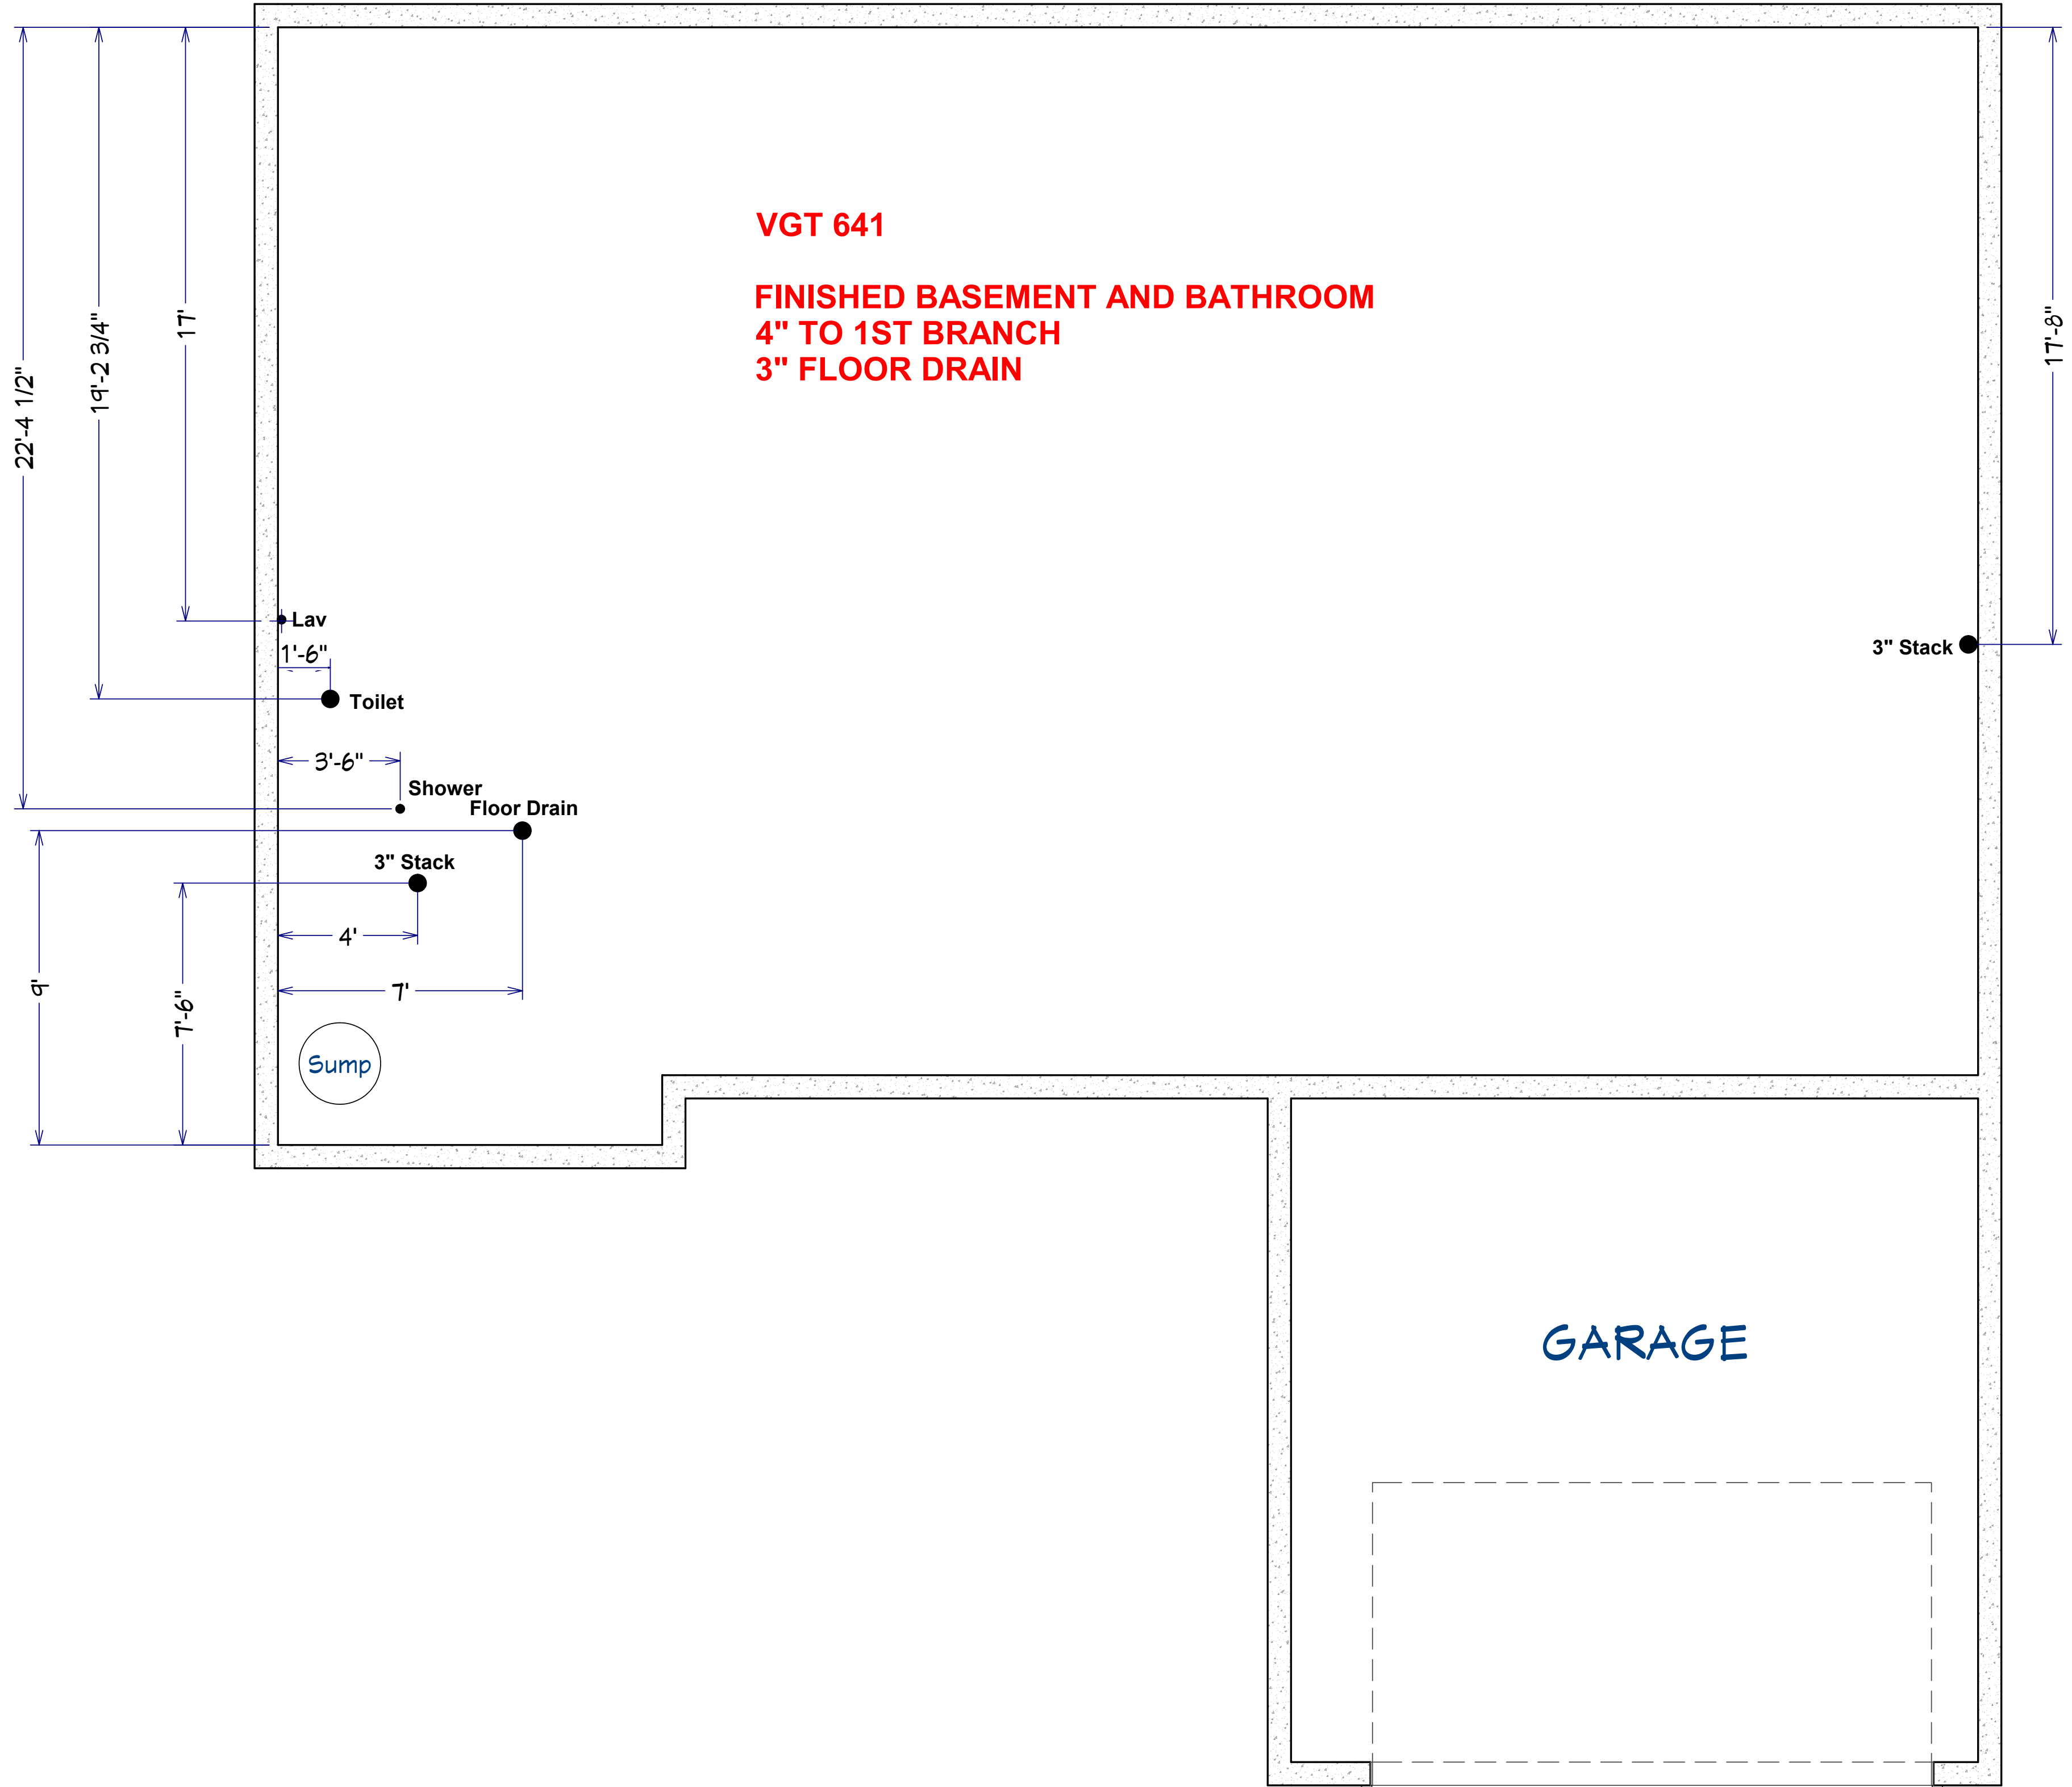 VGT 641
FINISHED BASEMENT AND BATHROOM
4" TO 1ST BRANCH
3" FLOOR DRAIN
22'-4 1/2"
19'-2 3/4"
17'
17'-8"
Lav
1'-6"
3" Stack
Toilet
3'-6"
Shower
Floor Drain
3" Stack
4'
7'
9'
7'-6"
Sump
GARAGE